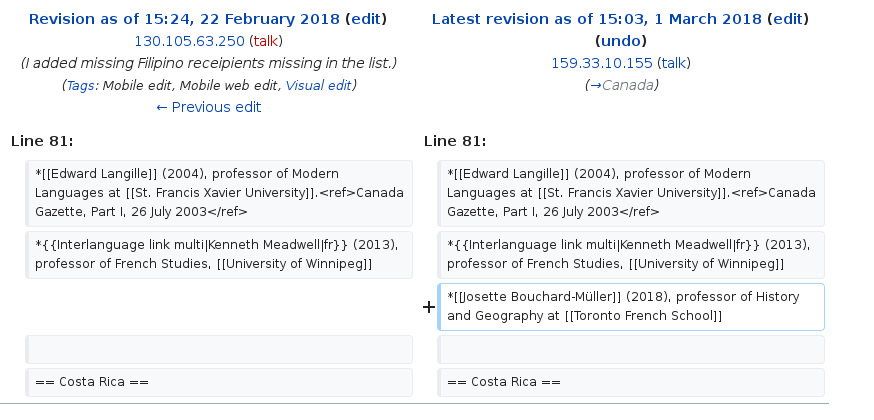 Revision as of 15:24, 22 February 2018 (edit)
130.105.63.250 (talk)
(I added missing Filipino receipients missing in the list.)
(Tags: Mobile edit, Mobile web edit, Visual edit)
← Previous edit
Latest revision as of 15:03, 1 March 2018 (edit)
(undo)
159.33.10.155 (talk)
(→Canada)
Line 81:
Line 81:
*[[Edward Langille]] (2004), professor of Modern
Languages at [[St. Francis Xavier University]].<ref>Canada
Gazette, Part I, 26 July 2003</ref>
*[[Edward Langille]] (2004), professor of Modern
Languages at [[St. Francis Xavier University]].<ref>Canada
Gazette, Part I, 26 July 2003</ref>
*{{Interlanguage link multi|Kenneth Meadwell|fr}} (2013),
professor of French Studies, [[University of Winnipeg]]
*{{Interlanguage link multi|Kenneth Meadwell|fr}} (2013),
professor of French Studies, [[University of Winnipeg]]
+ *[[Josette Bouchard-Müller]] (2018), professor of History
and Geography at [[Toronto French School]]
== Costa Rica ==
== Costa Rica ==